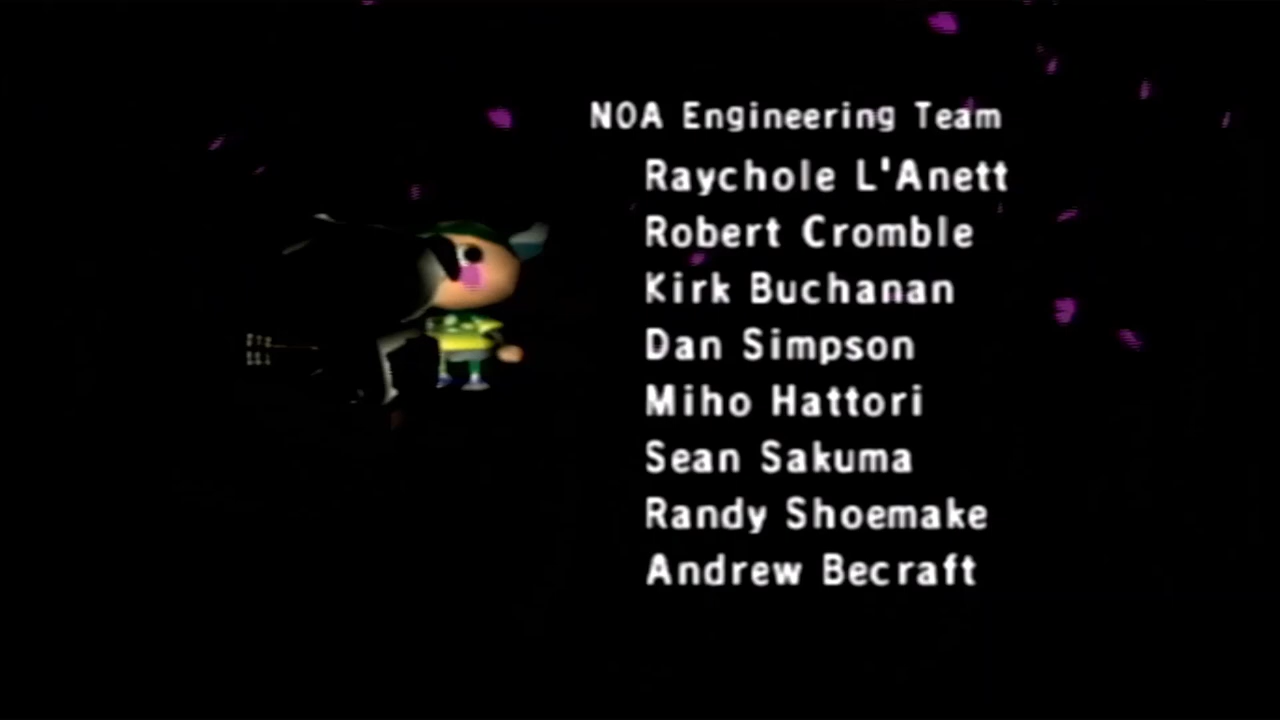 NOA Engineering Team
Raychole L'Anett
Robert Cromble
Kirk Buchanan
Dan Simpson
Miho Hattori
Sean Sakuma
Randy Shoemake
Andrew Becraft